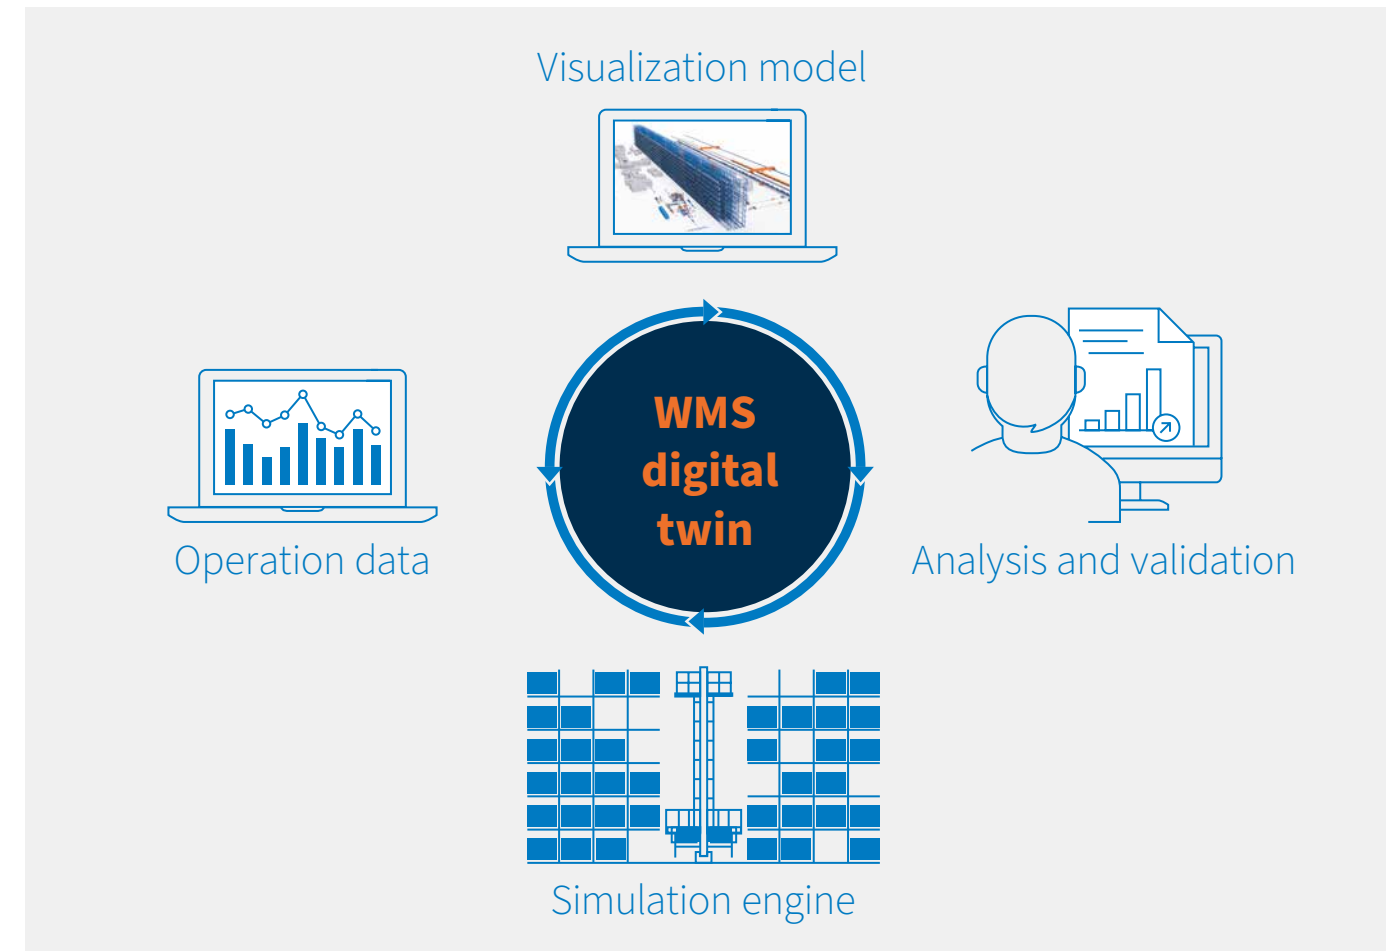 Visualization model
WMS
digital
twin
Operation data
Analysis and validation
Simulation engine